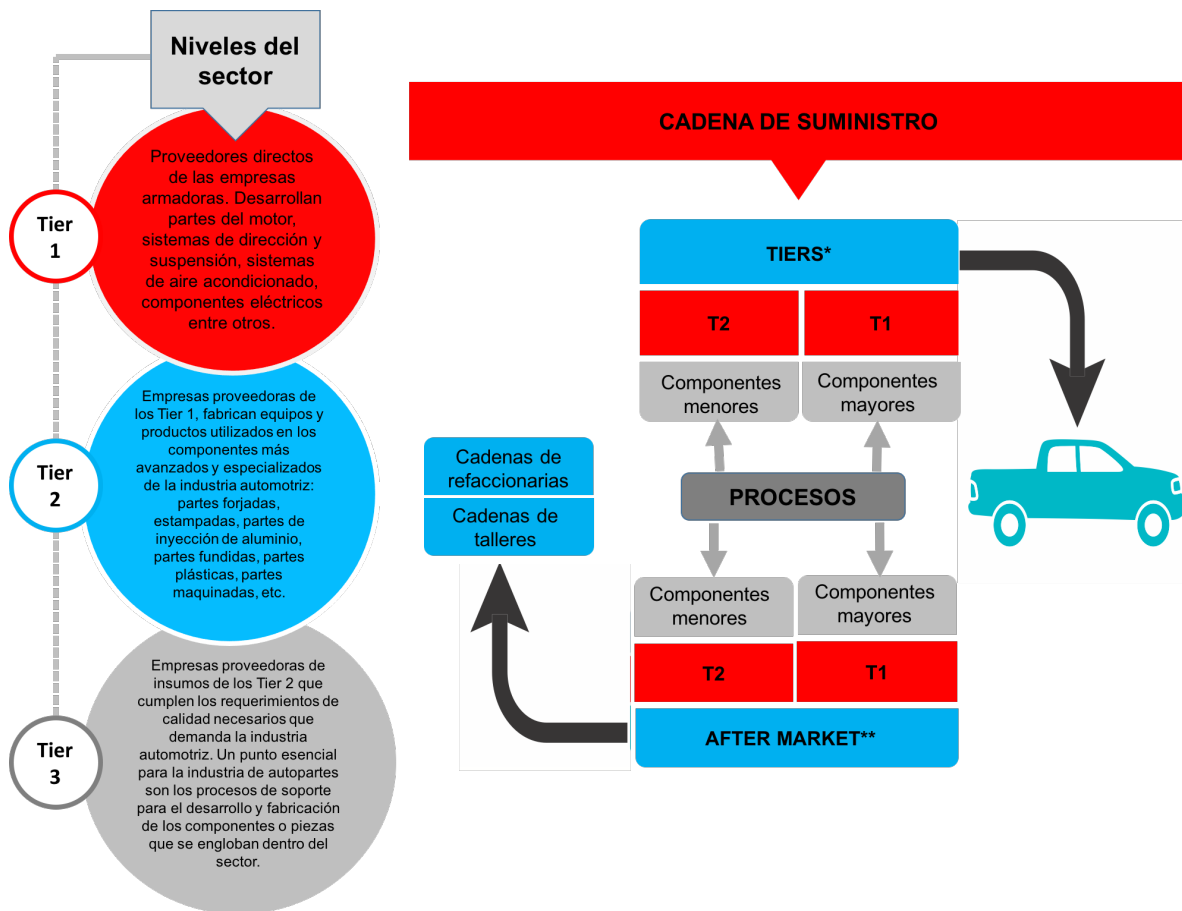 Niveles del
sector
Tier
1
Proveedores directos
de las empresas
armadoras. Desarrollan
partes del motor,
sistemas de dirección y
suspensión, sistemas
de aire acondicionado,
componentes eléctricos
entre otros.
Tier
2
Empresas proveedoras de
los Tier 1, fabrican equipos y
productos utilizados en los
componentes más
avanzados y especializados
de la industria automotriz:
partes forjadas,
estampadas, partes de
inyección de aluminio,
partes fundidas, partes
plásticas, partes
maquinadas, etc.
Tier
3
Empresas proveedoras de
insumos de los Tier 2 que
cumplen los requerimientos de
calidad necesarios que
demanda la industria
automotriz. Un punto esencial
para la industria de autopartes
son los procesos de soporte
para el desarrollo y fabricación
de los componentes o piezas
que se engloban dentro del
sector.
CADENA DE SUMINISTRO
TIERS*
T2
T1
Componentes
menores
Componentes
mayores
Cadenas de
refaccionarias
Cadenas de
talleres
PROCESOS
Componentes
menores
Componentes
mayores
T2
T1
AFTER MARKET**